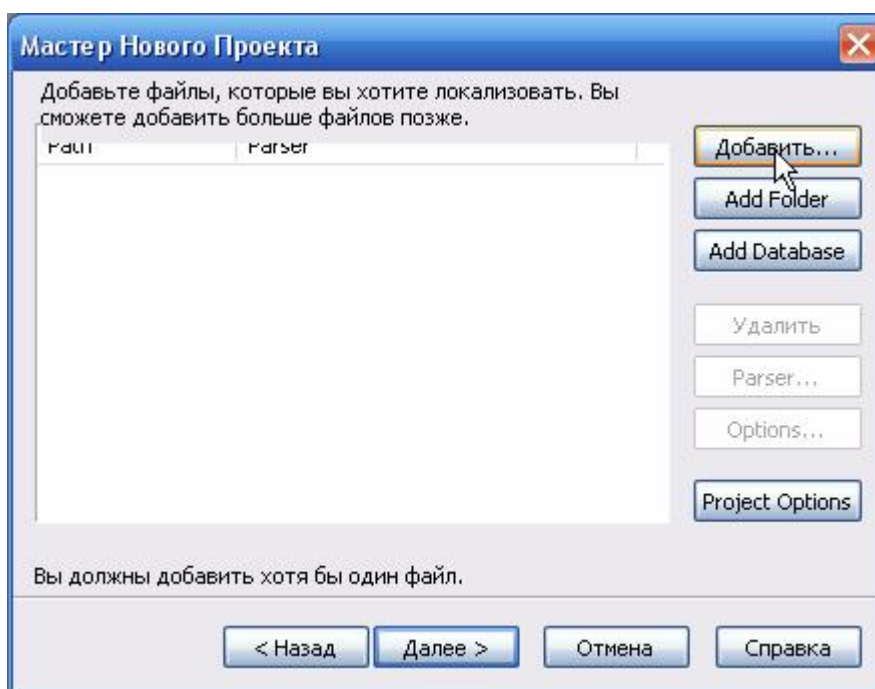 Мастер Нового Проекта
Добавьте файлы, которые вы хотите локализовать. Вы
сможете добавить больше файлов позже.
Path Parser
Добавить...
Add Folder
Add Database
Удалить
Parser...
Options...
Project Options
Вы должны добавить хотя бы один файл.
< Назад Далее > Отмена Справка